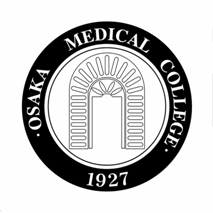 · OSAKA MEDICAL COLLEGE ·
1927